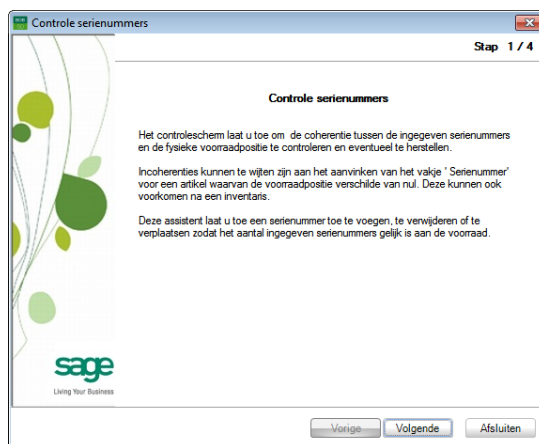 Controle serienummers
Stap 1 / 4
Controle serienummers
Het controlescherm laat u toe om de coherentie tussen de ingegeven serienummers
en de fysieke voorraadpositie te controleren en eventueel te herstellen.
Incoherenties kunnen te wijten zijn aan het aanvinken van het vakje ' Serienummer'
voor een artikel waarvan de voorraadpositie verschilde van nul. Deze kunnen ook
voorkomen na een inventaris.
Deze assistent laat u toe een serienummer toe te voegen, te verwijderen of te
verplaatsen zodat het aantal ingegeven serienummers gelijk is aan de voorraad.
sage
Living Your Business
Vorige Volgende Afsluiten